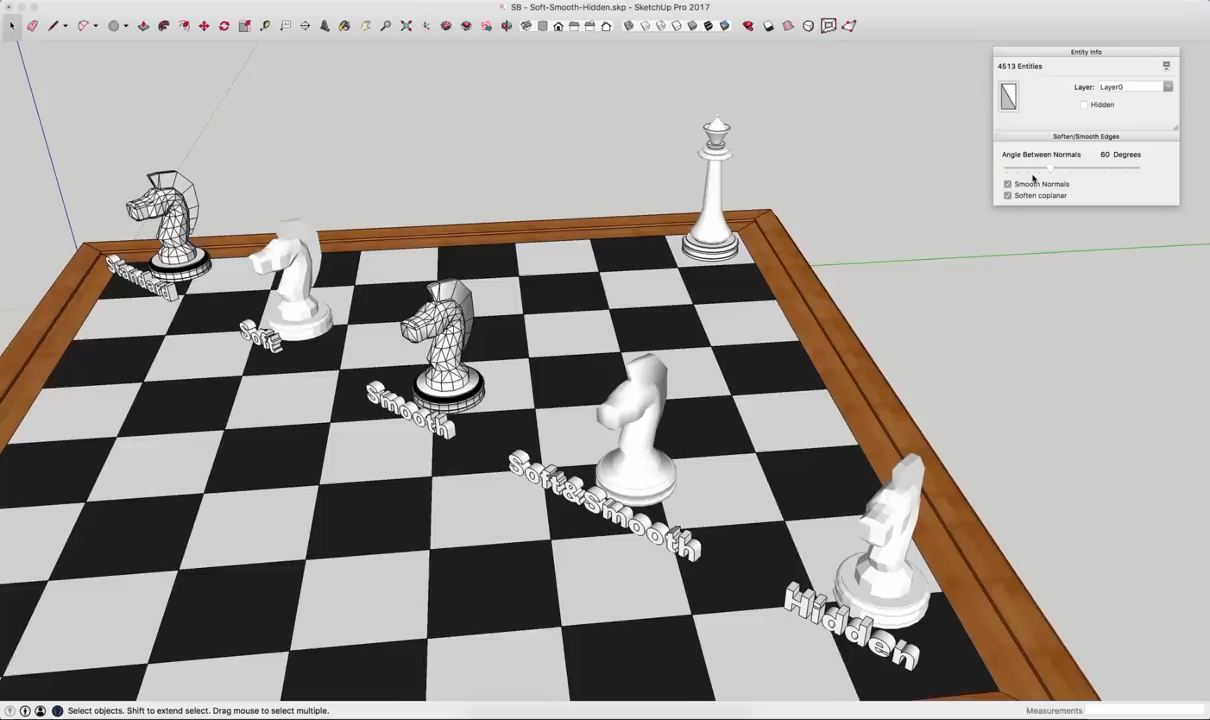 SB - Soft-Smooth-Hidden.skp - SketchUp Pro 2017
Entity Info
4513 Entities
Layer: Layer0
Hidden
Soften/Smooth Edges
Angle Between Normals 60 Degrees
Smooth Normals
Soften coplanar
Standard
Soft
Smooth
Soft&Smooth
Hidden
Select objects. Shift to extend select. Drag mouse to select multiple.
Measurements